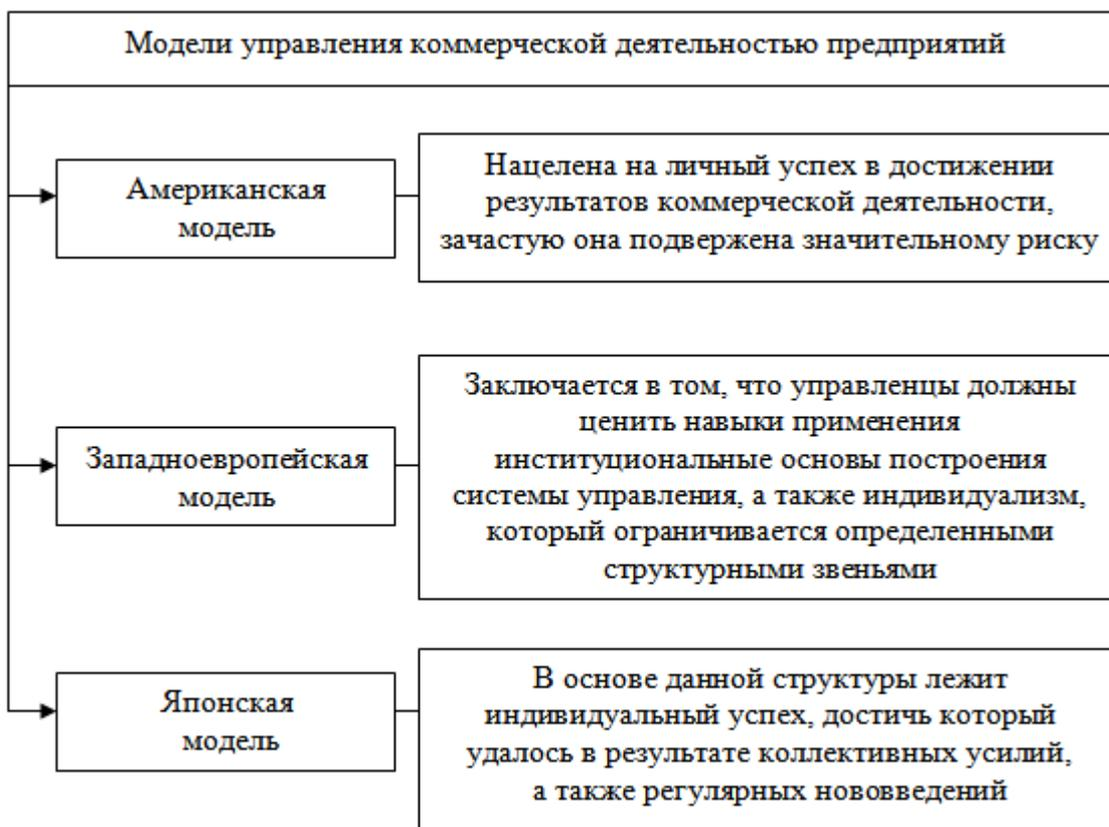 Модели управления коммерческой деятельностью предприятий
Американская
модель
Нацелена на личный успех в достижении
результатов коммерческой деятельности,
зачастую она подвержена значительному риску
Западноевропейская
модель
Заключается в том, что управленцы должны
ценить навыки применения
институциональные основы построения
системы управления, а также индивидуализм,
который ограничивается определенными
структурными звеньями
Японская
модель
В основе данной структуры лежит
индивидуальный успех, достичь который
удалось в результате коллективных усилий,
а также регулярных нововведений